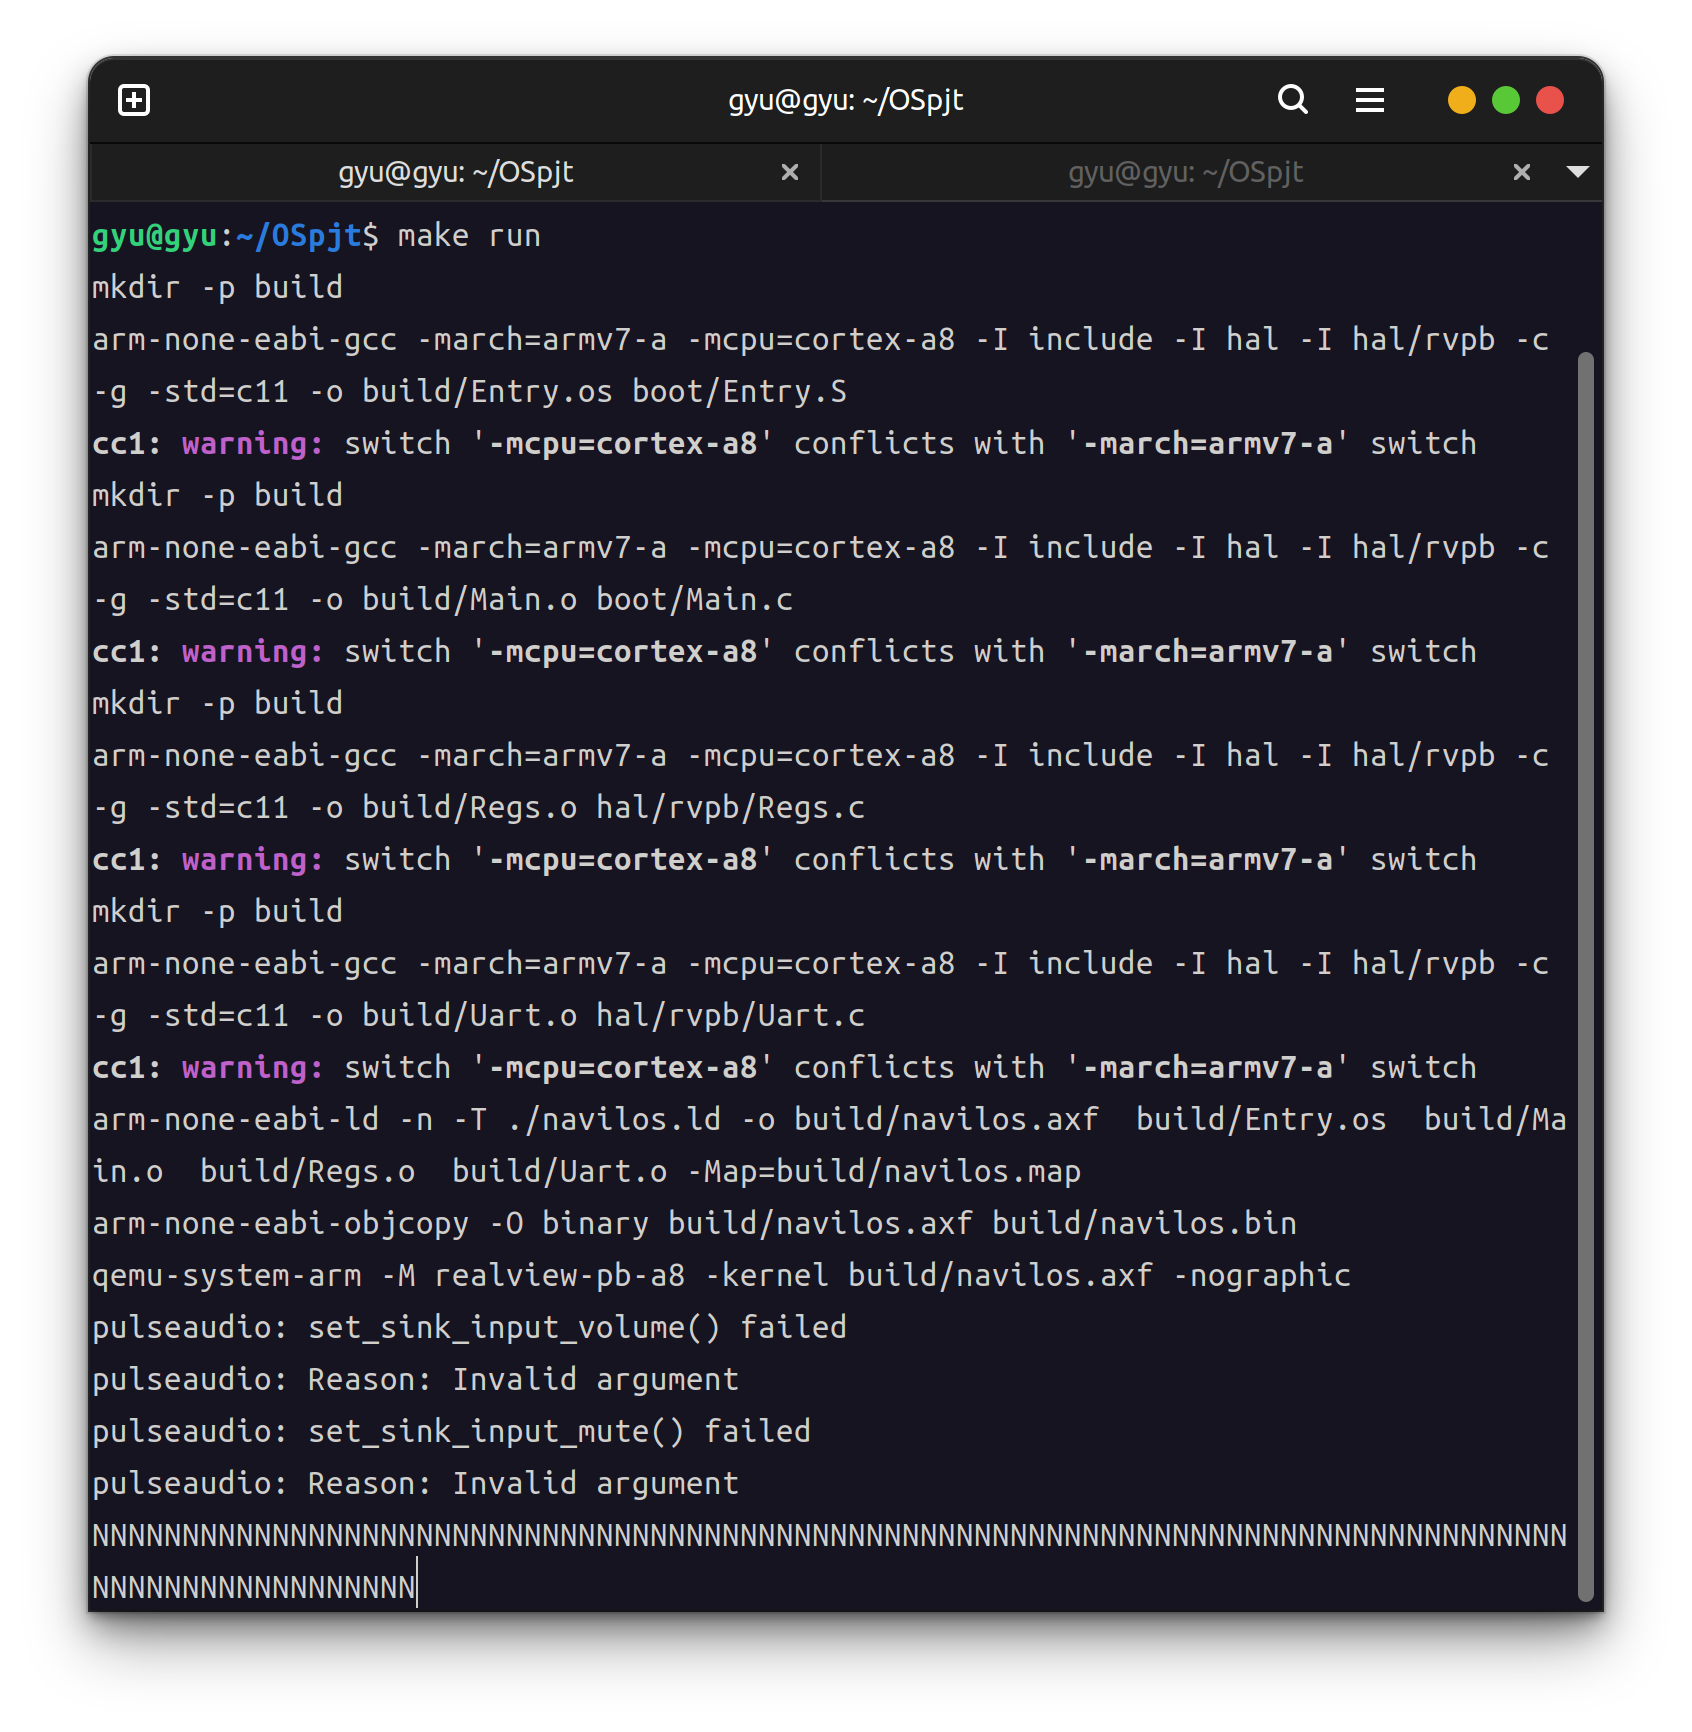 gyu@gyu: ~/OSpjt
gyu@gyu: ~/OSpjt
gyu@gyu: ~/OSpjt
gyu@gyu:~/OSpjt$ make run
mkdir -p build
arm-none-eabi-gcc -march=armv7-a -mcpu=cortex-a8 -I include -I hal -I hal/rvpb -c
-g -std=c11 -o build/Entry.os boot/Entry.S
cc1: warning: switch '-mcpu=cortex-a8' conflicts with '-march=armv7-a' switch
mkdir -p build
arm-none-eabi-gcc -march=armv7-a -mcpu=cortex-a8 -I include -I hal -I hal/rvpb -c
-g -std=c11 -o build/Main.o boot/Main.c
cc1: warning: switch '-mcpu=cortex-a8' conflicts with '-march=armv7-a' switch
mkdir -p build
arm-none-eabi-gcc -march=armv7-a -mcpu=cortex-a8 -I include -I hal -I hal/rvpb -c
-g -std=c11 -o build/Regs.o hal/rvpb/Regs.c
cc1: warning: switch '-mcpu=cortex-a8' conflicts with '-march=armv7-a' switch
mkdir -p build
arm-none-eabi-gcc -march=armv7-a -mcpu=cortex-a8 -I include -I hal -I hal/rvpb -c
-g -std=c11 -o build/Uart.o hal/rvpb/Uart.c
cc1: warning: switch '-mcpu=cortex-a8' conflicts with '-march=armv7-a' switch
arm-none-eabi-ld -n -T ./navilos.ld -o build/navilos.axf  build/Entry.os  build/Ma
in.o  build/Regs.o  build/Uart.o -Map=build/navilos.map
arm-none-eabi-objcopy -O binary build/navilos.axf build/navilos.bin
qemu-system-arm -M realview-pb-a8 -kernel build/navilos.axf -nographic
pulseaudio: set_sink_input_volume() failed
pulseaudio: Reason: Invalid argument
pulseaudio: set_sink_input_mute() failed
pulseaudio: Reason: Invalid argument
NNNNNNNNNNNNNNNNNNNNNNNNNNNNNNNNNNNNNNNNNNNNNNNNNNNNNNNNNNNNNNNNNNNNNNNNNNNNNNNNNN
NNNNNNNNNNNNNNNNNN